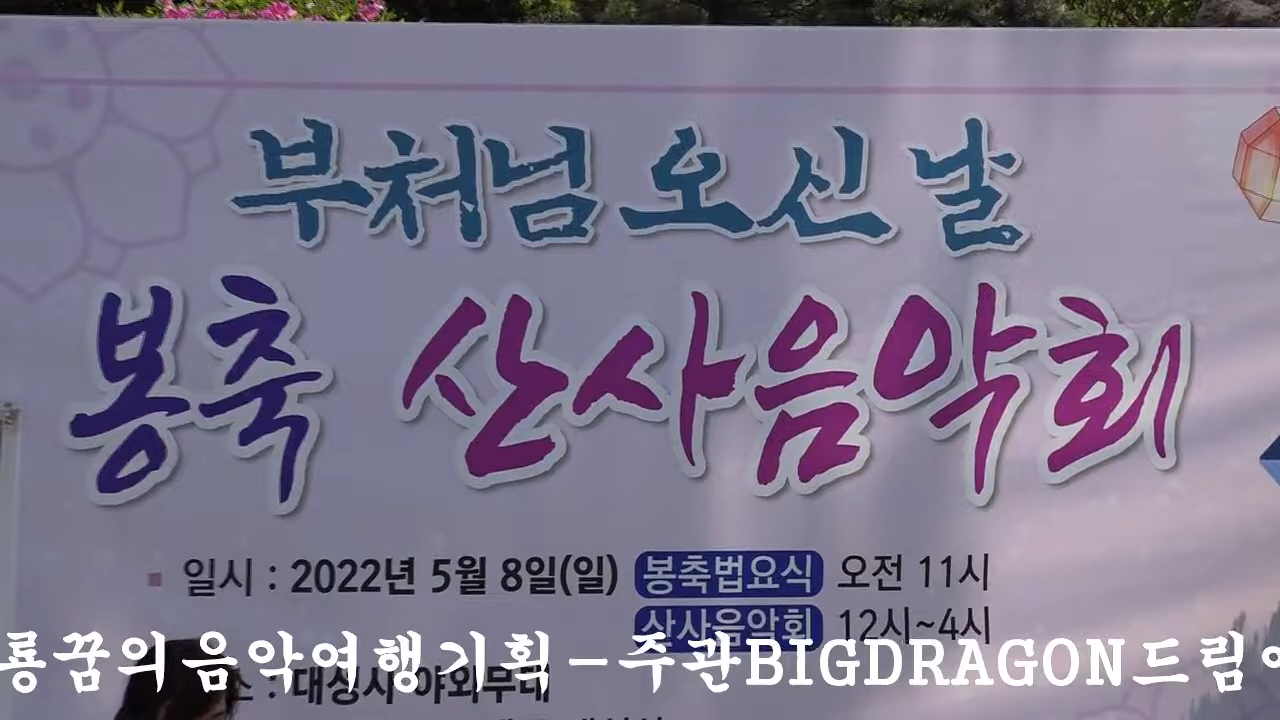 부처님 오신 날
봉축 산사음악회
일시 : 2022년 5월 8일(일) 봉축법요식 오전 11시
산사음악회 12시~4시
룡꿈의음악여행기획-주관BIGDRAGON드림
소 : 대성사 야외무대